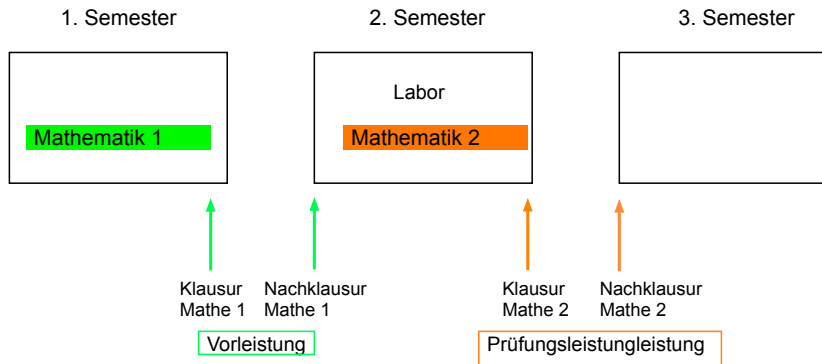 1. Semester
2. Semester
3. Semester
Labor
Mathematik 1
Mathematik 2
Klausur
Mathe 1
Nachklausur
Mathe 1
Klausur
Mathe 2
Nachklausur
Mathe 2
Vorleistung
Prüfungsleistungleistung